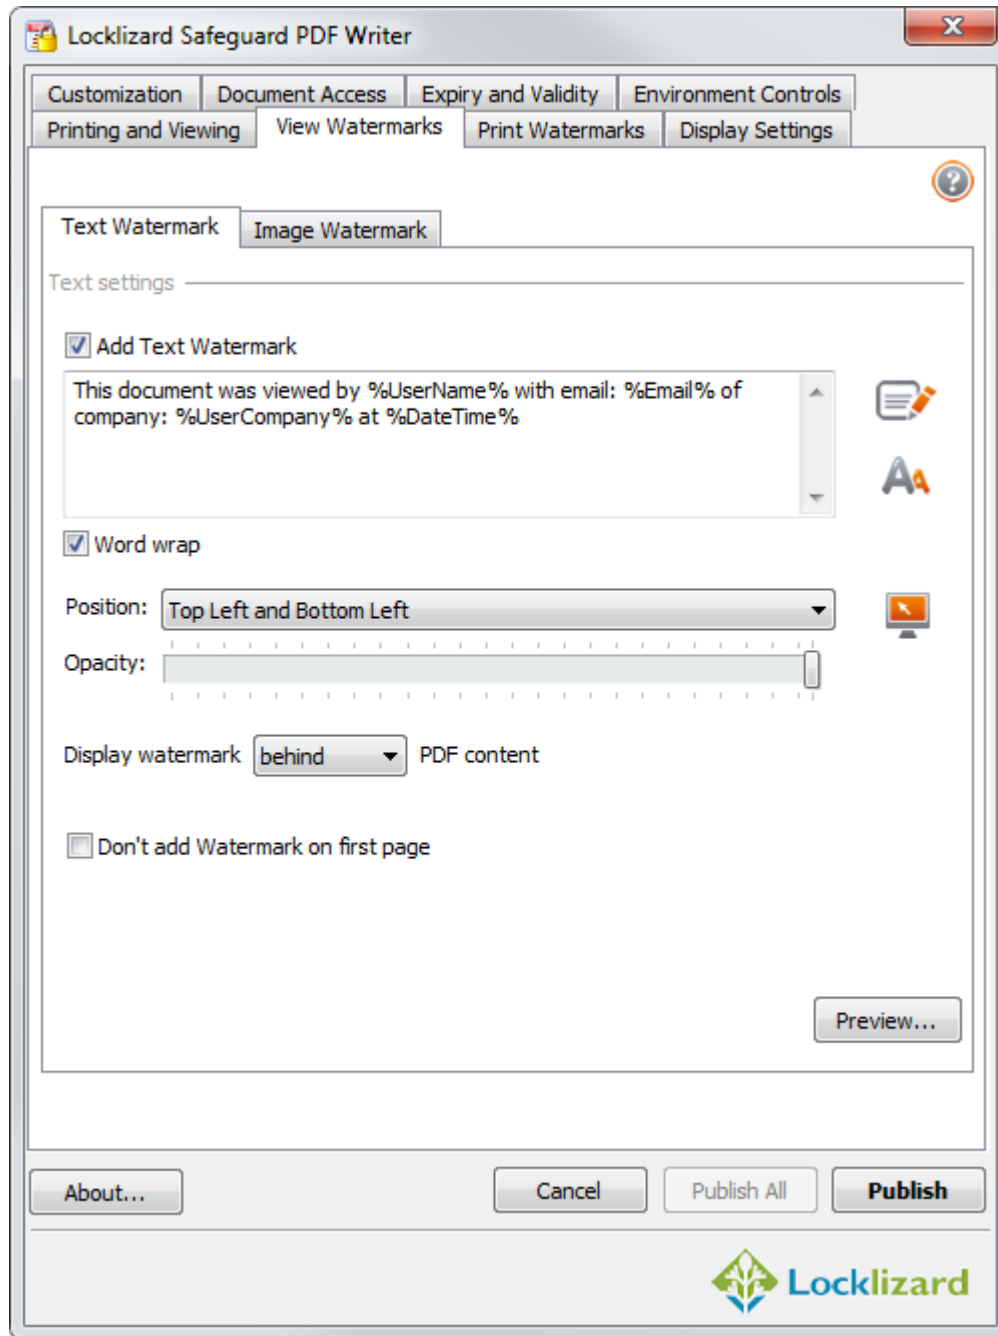 Locklizard Safeguard PDF Writer
Customization Document Access Expiry and Validity Environment Controls
Printing and Viewing View Watermarks Print Watermarks Display Settings
?
Text Watermark Image Watermark
Text settings
Add Text Watermark
This document was viewed by %UserName% with email: %Email% of
company: %UserCompany% at %DateTime%
Aa
Word wrap
Position: Top Left and Bottom Left
Opacity:
Display watermark behind PDF content
Don't add Watermark on first page
Preview...
About... Cancel Publish All Publish
Locklizard